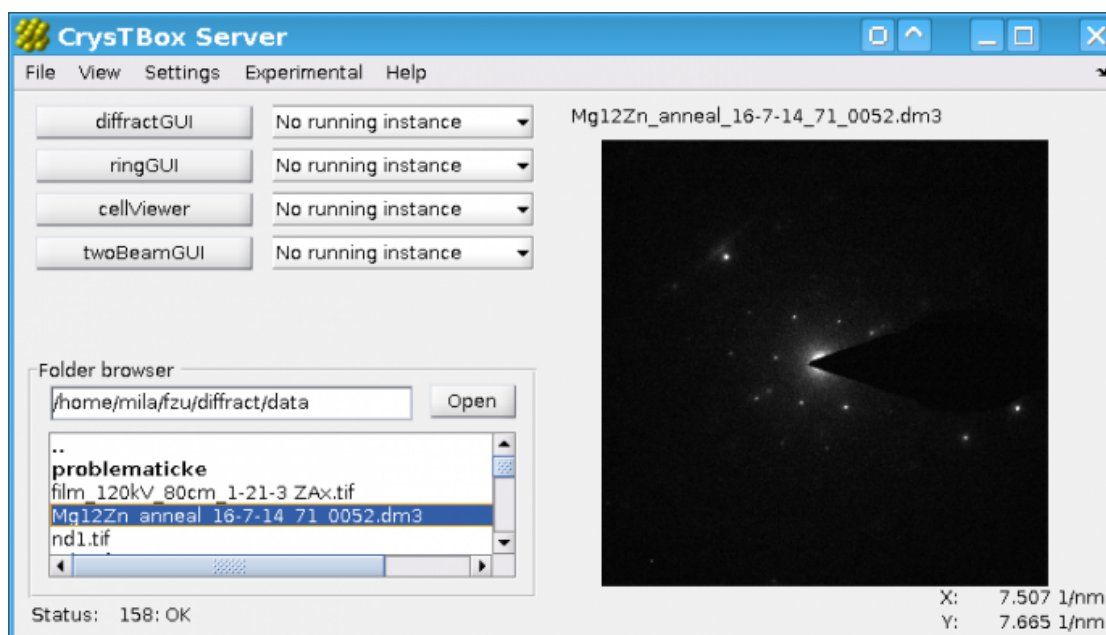 CrysTBox Server
File View Settings Experimental Help
diffractGUI No running instance
ringGUI No running instance
cellViewer No running instance
twoBeamGUI No running instance
Mg12Zn_anneal_16-7-14_71_0052.dm3
Folder browser
/home/mila/fzu/diffract/data Open
..
problematicke
film_120kV_80cm_1-21-3 ZAx.tif
Mg12Zn_anneal_16-7-14_71_0052.dm3
nd1.tif
Status: 158: OK
X: 7.507 1/nm
Y: 7.665 1/nm